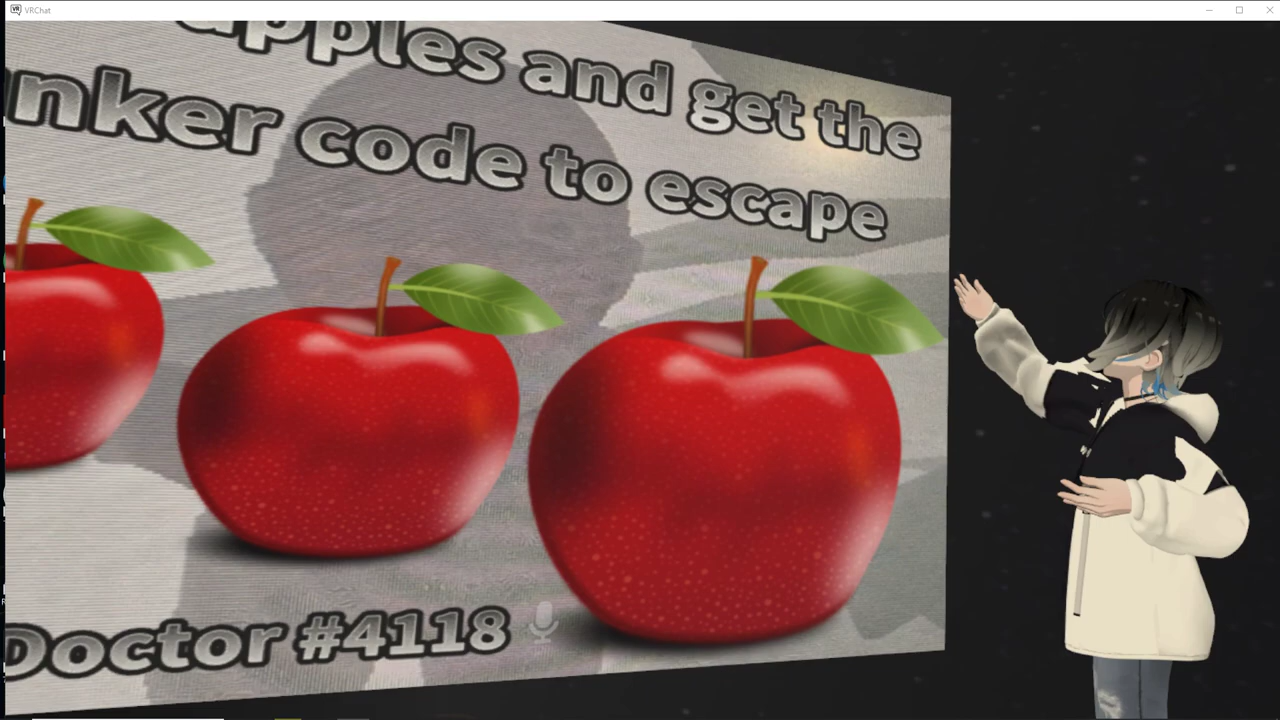 VRChat
apples and get the
nker code to escape
Doctor #4118